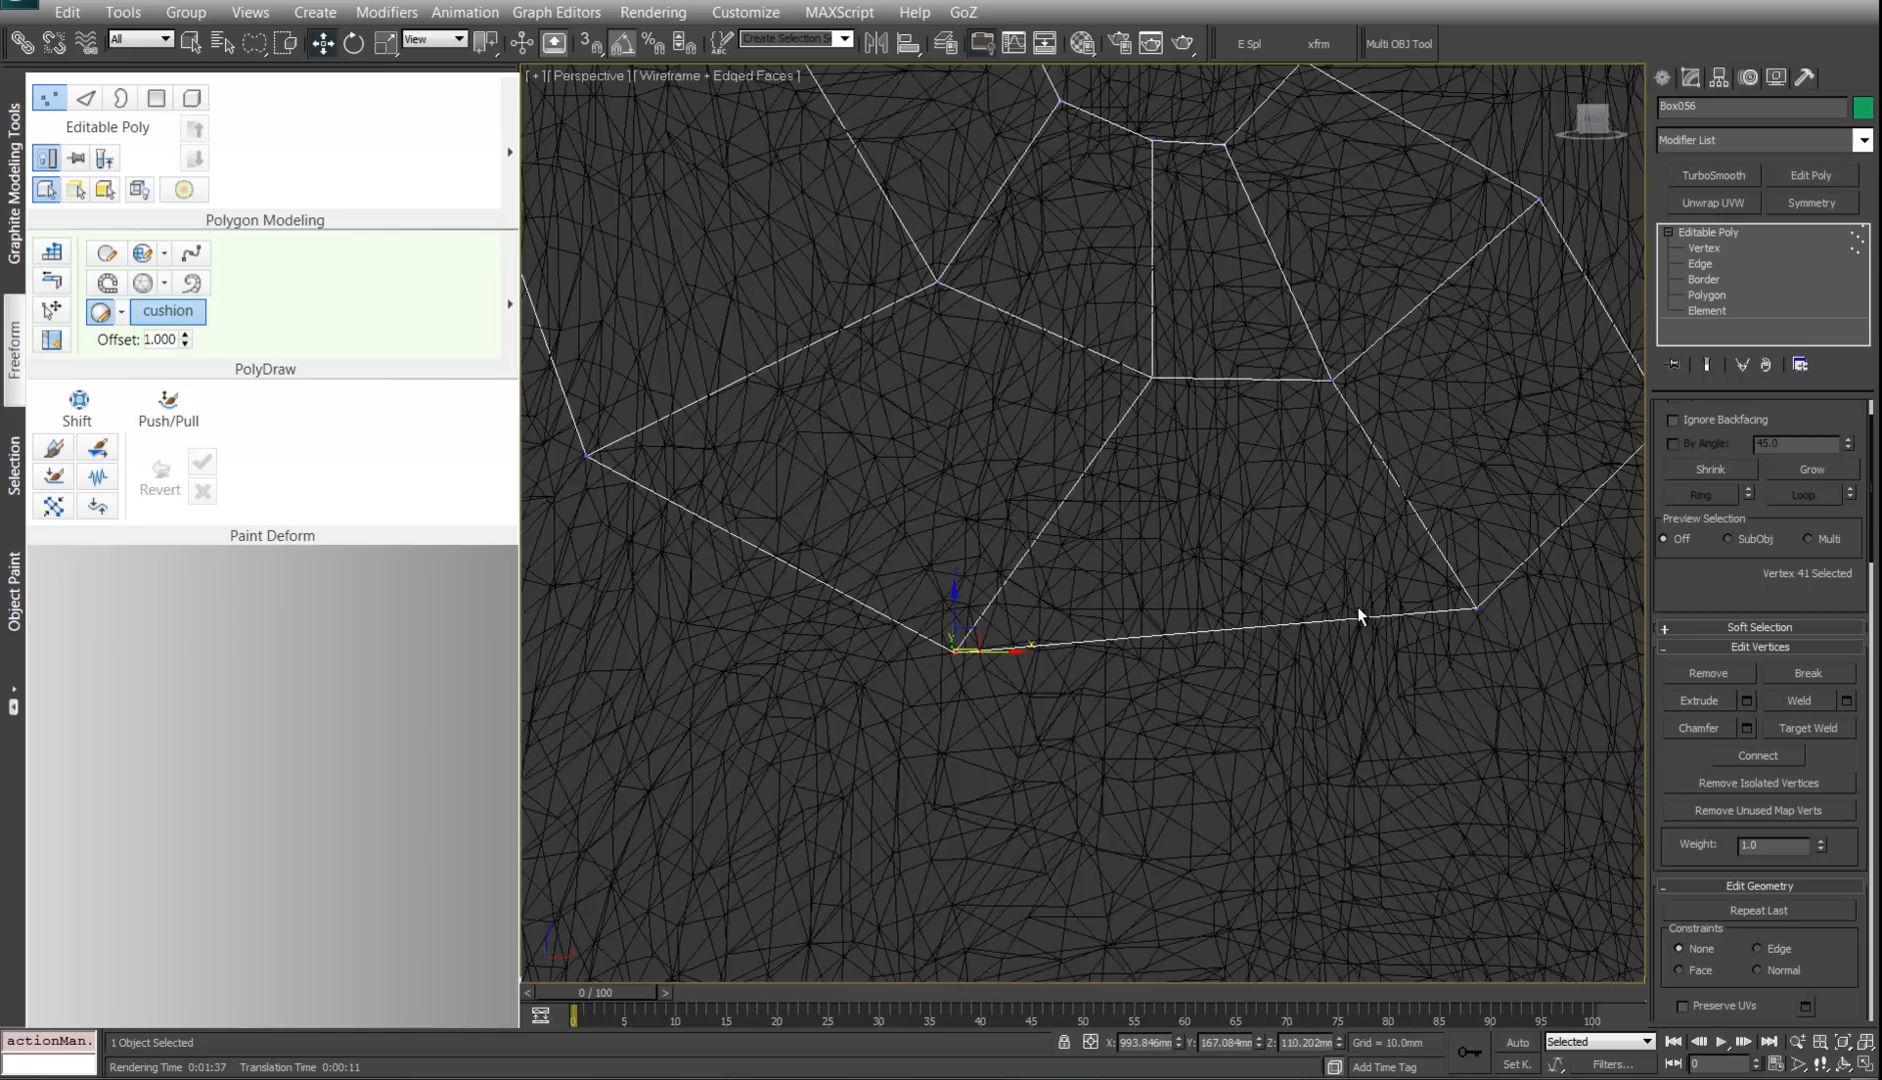 Edit Tools Group Views Create Modifiers Animation Graph Editors Rendering Customize MAXScript Help GoZ
All View 3 ABC Create Selection S E Spl xfrm Multi OBJ Tool
[ + ] [ Perspective ] [ Wireframe + Edged Faces ]
Graphite Modeling Tools
Freeform
Selection
Object Paint
Editable Poly
Polygon Modeling
cushion
Offset: 1.000
PolyDraw
Shift Push/Pull
Revert
Paint Deform
x
y
Box056
Modifier List
TurboSmooth Edit Poly
Unwrap UVW Symmetry
Editable Poly
Vertex
Edge
Border
Polygon
Element
Ignore Backfacing
By Angle: 45.0
Shrink Grow
Ring Loop
Preview Selection
Off SubObj Multi
Vertex 41 Selected
+ Soft Selection
- Edit Vertices
Remove Break
Extrude Weld
Chamfer Target Weld
Connect
Remove Isolated Vertices
Remove Unused Map Verts
Weight: 1.0
- Edit Geometry
Repeat Last
Constraints
None Edge
Face Normal
Preserve UVs
< 0 / 100 >
0 5 10 15 20 25 30 35 40 45 50 55 60 65 70 75 80 85 90 95 100
actionMan. 1 Object Selected X: 993.846mm Y: 167.084mm Z: 110.202mm Grid = 10.0mm Auto Selected
Rendering Time 0:01:37 Translation Time 0:00:11 Add Time Tag Set K. Filters... 0